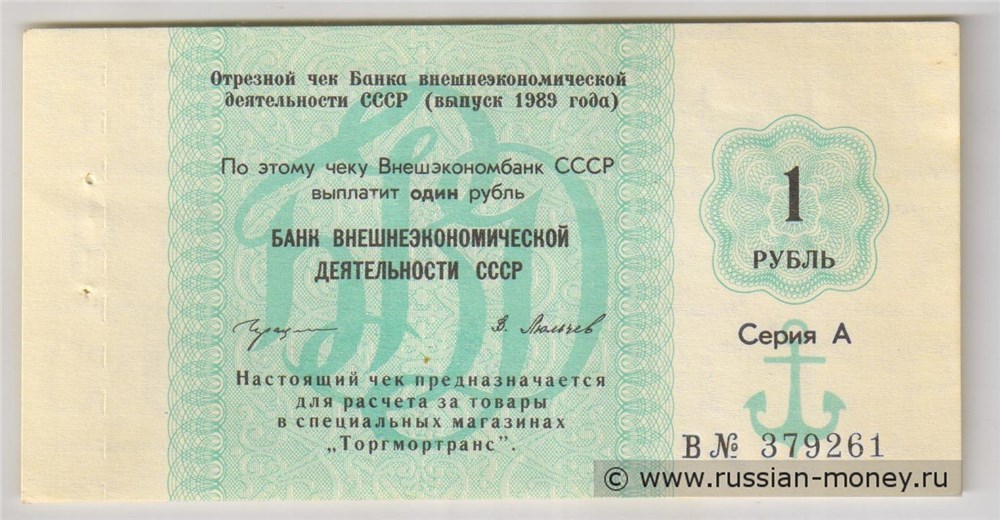 Отрезной чек Банка внешнеэкономической
деятельности СССР (выпуск 1989 года)
По этому чеку Внешэкономбанк СССР
выплатит один рубль
БАНК ВНЕШНЕЭКОНОМИЧЕСКОЙ
ДЕЯТЕЛЬНОСТИ СССР
В. Люльчев
Настоящий чек предназначается
для расчета за товары
в специальных магазинах
„Торгмортранс".
1
РУБЛЬ
Серия А
В № 379261
© www.russian-money.ru